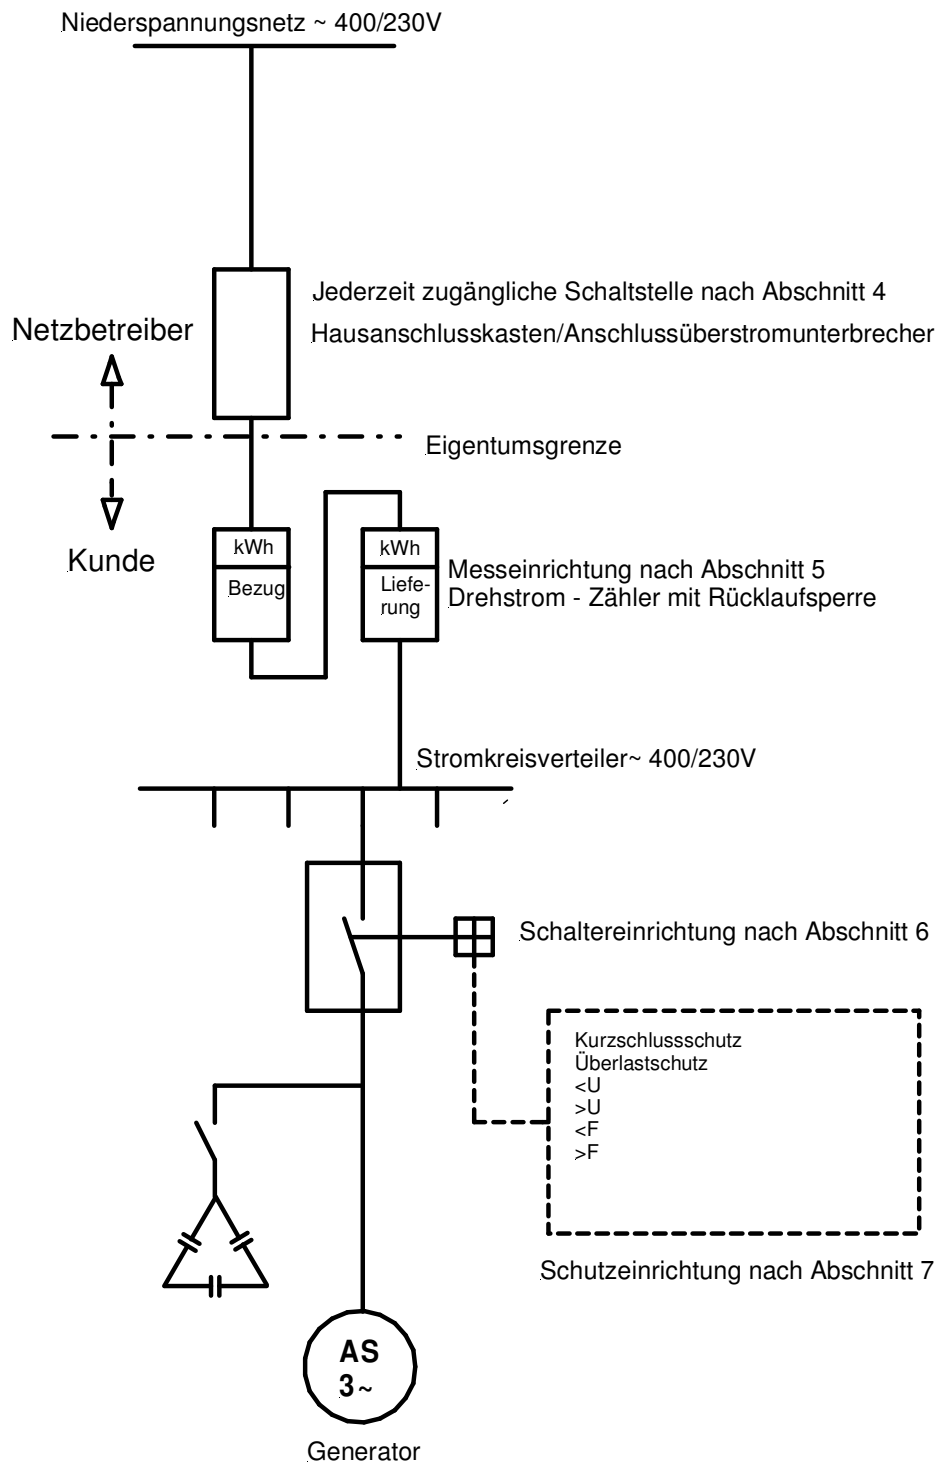 Niederspannungsnetz ~ 400/230V
Jederzeit zugängliche Schaltstelle nach Abschnitt 4
Hausanschlusskasten/Anschlussüberstromunterbrecher
Netzbetreiber
Eigentumsgrenze
Kunde
kWh
Bezug
kWh
Liefe-
rung
Messeinrichtung nach Abschnitt 5
Drehstrom - Zähler mit Rücklaufsperre
Stromkreisverteiler~ 400/230V
Schaltereinrichtung nach Abschnitt 6
Kurzschlussschutz
Überlastschutz
<U
>U
<F
>F
Schutzeinrichtung nach Abschnitt 7
AS
3~
Generator